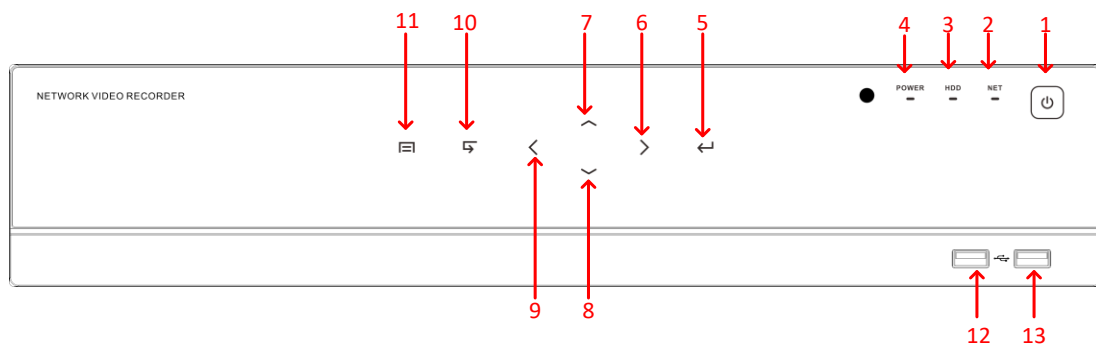 11 10 7 6 5 4 3 2 1
NETWORK VIDEO RECORDER
POWER HDD NET
9 8
12 13